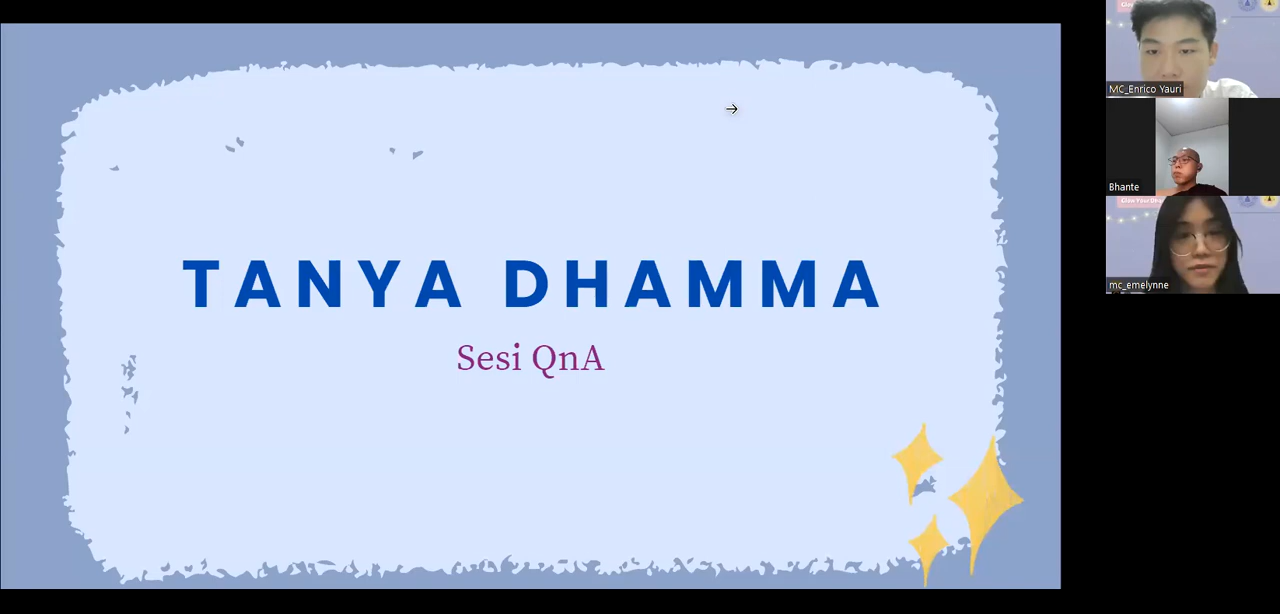 TANYA DHAMMA
Sesi QnA
MC_Enrico Yauri
Bhante
mc_emelynne